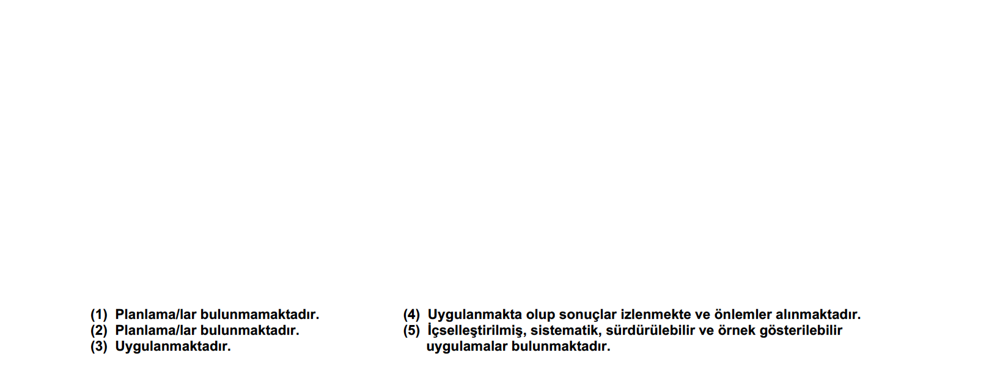 (1) Planlama/lar bulunmamaktadır.
(2) Planlama/lar bulunmaktadır.
(3) Uygulanmaktadır.
(4) Uygulanmakta olup sonuçlar izlenmekte ve önlemler alınmaktadır.
(5) İçselleştirilmiş, sistematik, sürdürülebilir ve örnek gösterilebilir
uygulamalar bulunmaktadır.